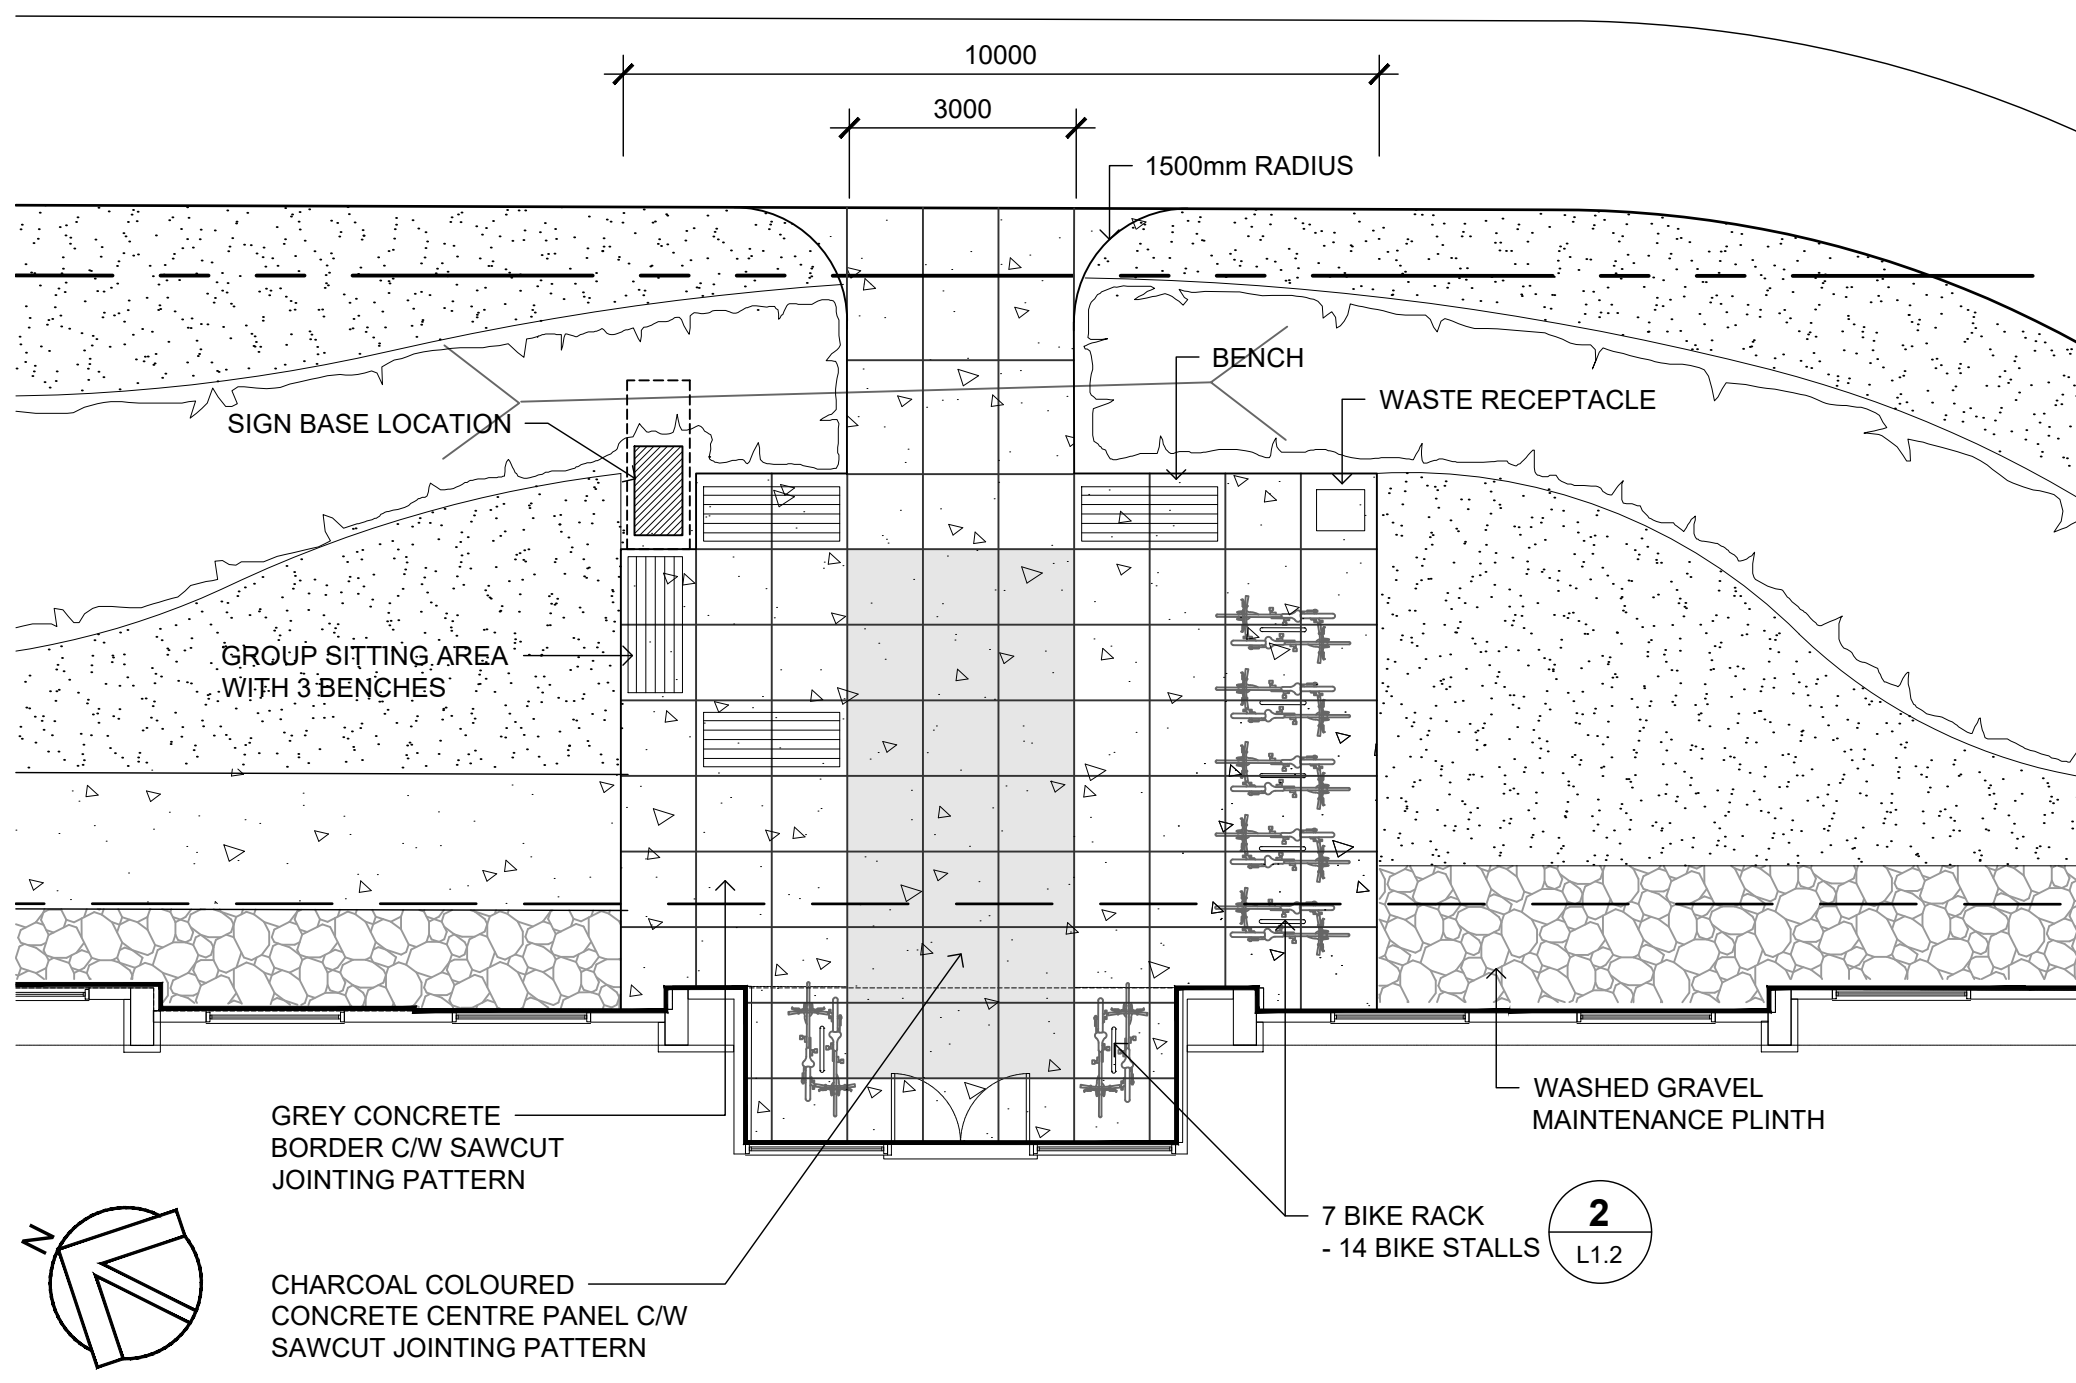 10000
3000
1500mm RADIUS
BENCH
WASTE RECEPTACLE
SIGN BASE LOCATION
GROUP SITTING AREA
WITH 3 BENCHES
GREY CONCRETE
BORDER C/W SAWCUT
JOINTING PATTERN
WASHED GRAVEL
MAINTENANCE PLINTH
7 BIKE RACK
- 14 BIKE STALLS
2
L1.2
N
CHARCOAL COLOURED
CONCRETE CENTRE PANEL C/W
SAWCUT JOINTING PATTERN